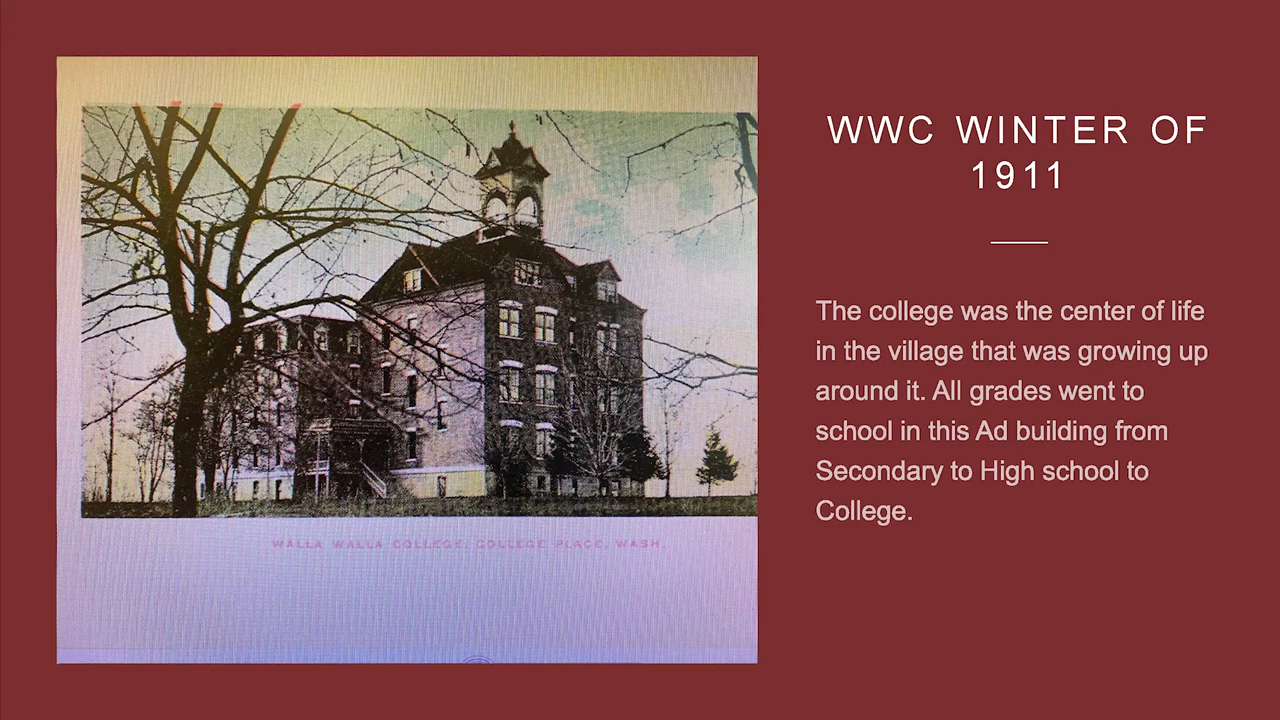 WWC WINTER OF
1911
The college was the center of life
in the village that was growing up
around it. All grades went to
school in this Ad building from
Secondary to High school to
College.
WALLA WALLA COLLEGE, COLLEGE PLACE, WASH.